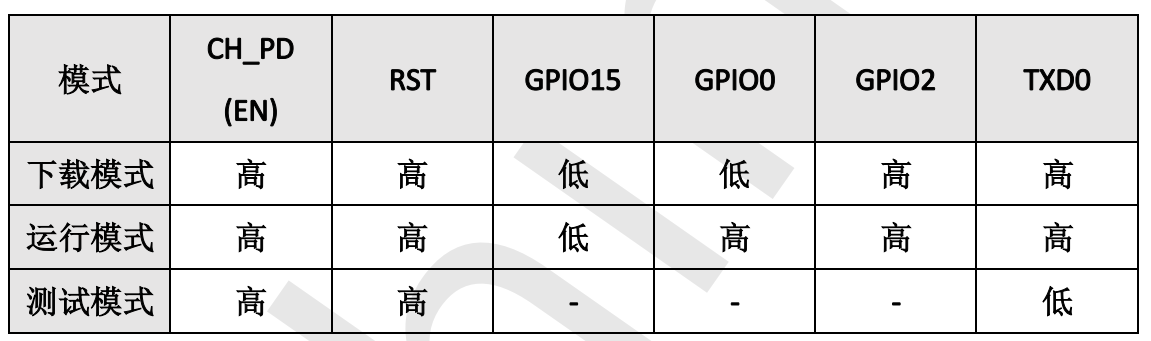 模式 CH_PD (EN) RST GPIO15 GPIO0 GPIO2 TXD0
下载模式 高 高 低 低 高 高
运行模式 高 高 低 高 高 高
测试模式 高 高 - - - 低